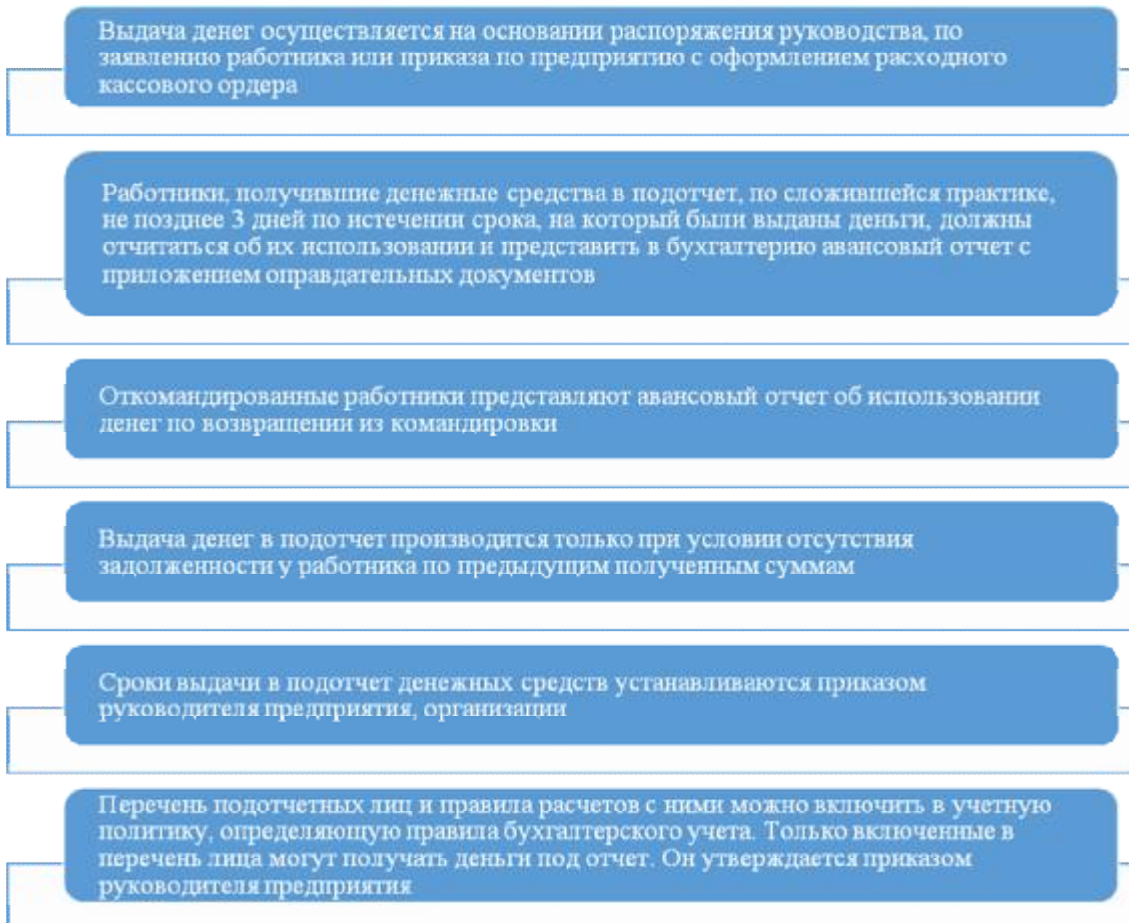 Выдача денег осуществляется на основании распоряжения руководства, по
заявлению работника или приказа по предприятию с оформлением расходного
кассового ордера
Работники, получившие денежные средства в подотчет, по сложившейся практике,
не позднее 3 дней по истечении срока, на который были выданы деньги, должны
отчитаться об их использовании и представить в бухгалтерию авансовый отчет с
приложением оправдательных документов
Откомандированные работники представляют авансовый отчет об использовании
денег по возвращении из командировки
Выдача денег в подотчет производится только при условии отсутствия
задолженности у работника по предыдущим полученным суммам
Сроки выдачи в подотчет денежных средств устанавливаются приказом
руководителя предприятия, организации
Перечень подотчетных лиц и правила расчетов с ними можно включить в учетную
политику, определяющую правила бухгалтерского учета. Только включенные в
перечень лица могут получать деньги под отчет. Он утверждается приказом
руководителя предприятия